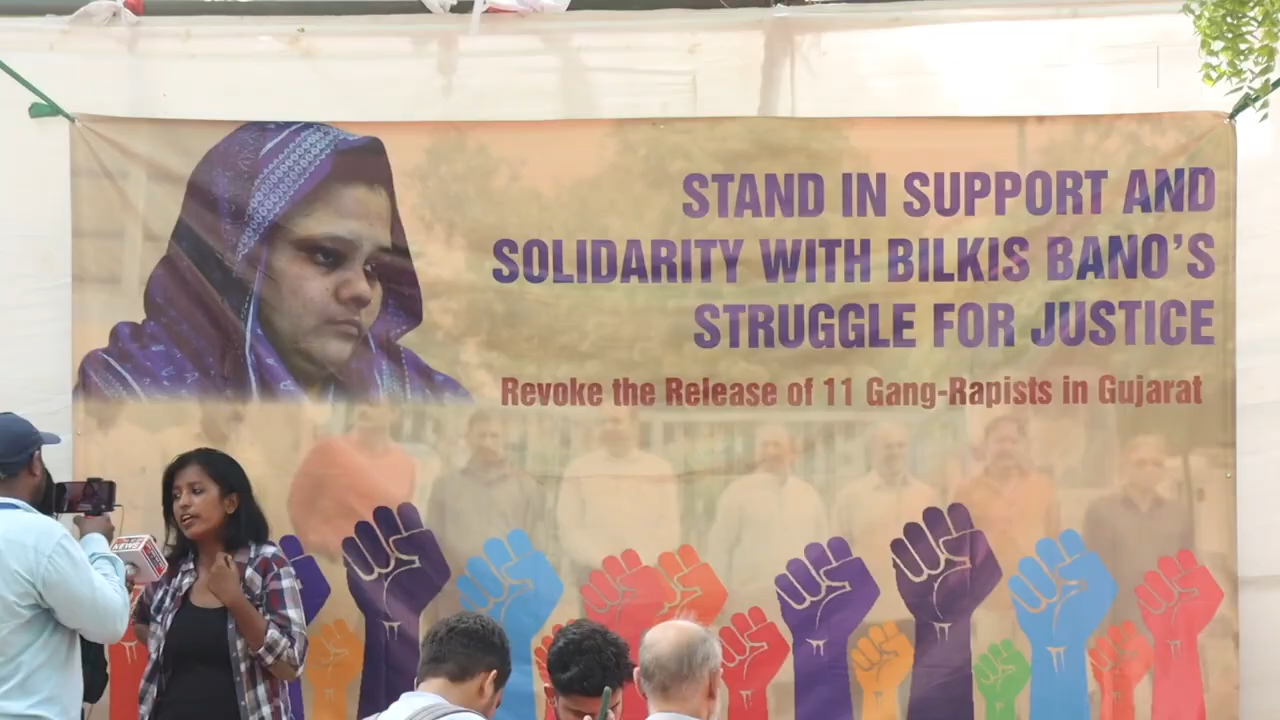 STAND IN SUPPORT AND
SOLIDARITY WITH BILKIS BANO'S
STRUGGLE FOR JUSTICE
Revoke the Release of 11 Gang-Rapists in Gujarat
NEWS